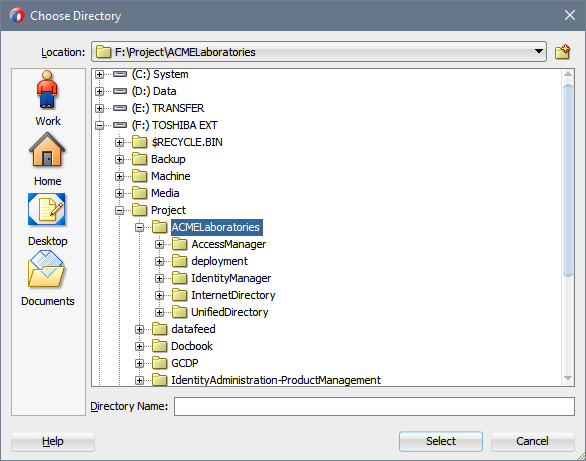 Choose Directory
Location: F:\Project\ACMELaboratories
Work
Home
Desktop
Documents
(C:) System
(D:) Data
(E:) TRANSFER
(F:) TOSHIBA EXT
$RECYCLE.BIN
Backup
Machine
Media
Project
ACMELaboratories
AccessManager
deployment
IdentityManager
InternetDirectory
UnifiedDirectory
datafeed
Docbook
GCDP
IdentityAdministration-ProductManagement
Directory Name:
Help
Select
Cancel